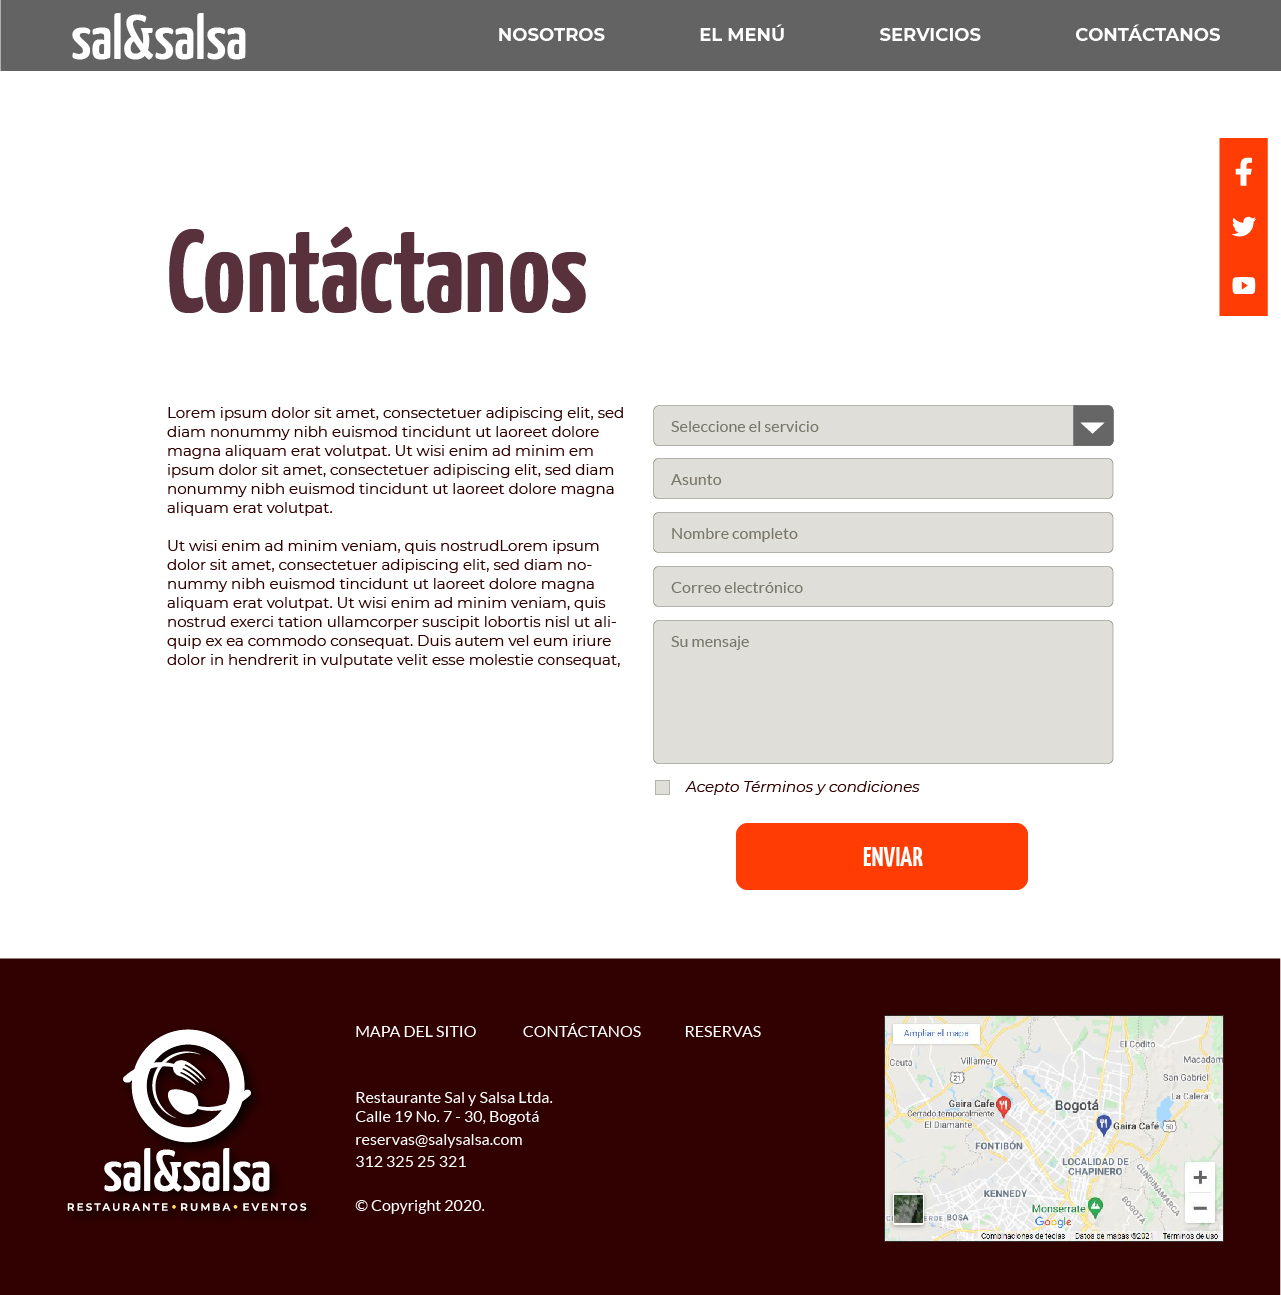 sal&salsa
NOSOTROS
EL MENÚ
SERVICIOS
CONTÁCTANOS
Contáctanos
Lorem ipsum dolor sit amet, consectetuer adipiscing elit, sed
diam nonummy nibh euismod tincidunt ut laoreet dolore
magna aliquam erat volutpat. Ut wisi enim ad minim em
ipsum dolor sit amet, consectetuer adipiscing elit, sed diam
nonummy nibh euismod tincidunt ut laoreet dolore magna
aliquam erat volutpat.
Ut wisi enim ad minim veniam, quis nostrudLorem ipsum
dolor sit amet, consectetuer adipiscing elit, sed diam no-
nummy nibh euismod tincidunt ut laoreet dolore magna
aliquam erat volutpat. Ut wisi enim ad minim veniam, quis
nostrud exerci tation ullamcorper suscipit lobortis nisl ut ali-
quip ex ea commodo consequat. Duis autem vel eum iriure
dolor in hendrerit in vulputate velit esse molestie consequat,
Seleccione el servicio
Asunto
Nombre completo
Correo electrónico
Su mensaje
Acepto Términos y condiciones
ENVIAR
sal&salsa
RESTAURANTE • RUMBA • EVENTOS
MAPA DEL SITIO
CONTÁCTANOS
RESERVAS
Restaurante Sal y Salsa Ltda.
Calle 19 No. 7 - 30, Bogotá
reservas@salysalsa.com
312 325 25 321
© Copyright 2020.
Ampliar el mapa
El Codito
Ceuta
Villamery
Macadam
21
San Gabriel
La Calera
Gaira Cafe
Cerrado temporalmente
Bogotá
El Diamante
Gaira Café
50
FONTIBÓN
LOCALIDAD DE
CHAPINERO
CUNDINAMARCA
BOGOTÁ
KENNEDY
Monserrate
BOSA
Google
Combinaciones de teclas
Datos de mapas ©2021
Términos de uso